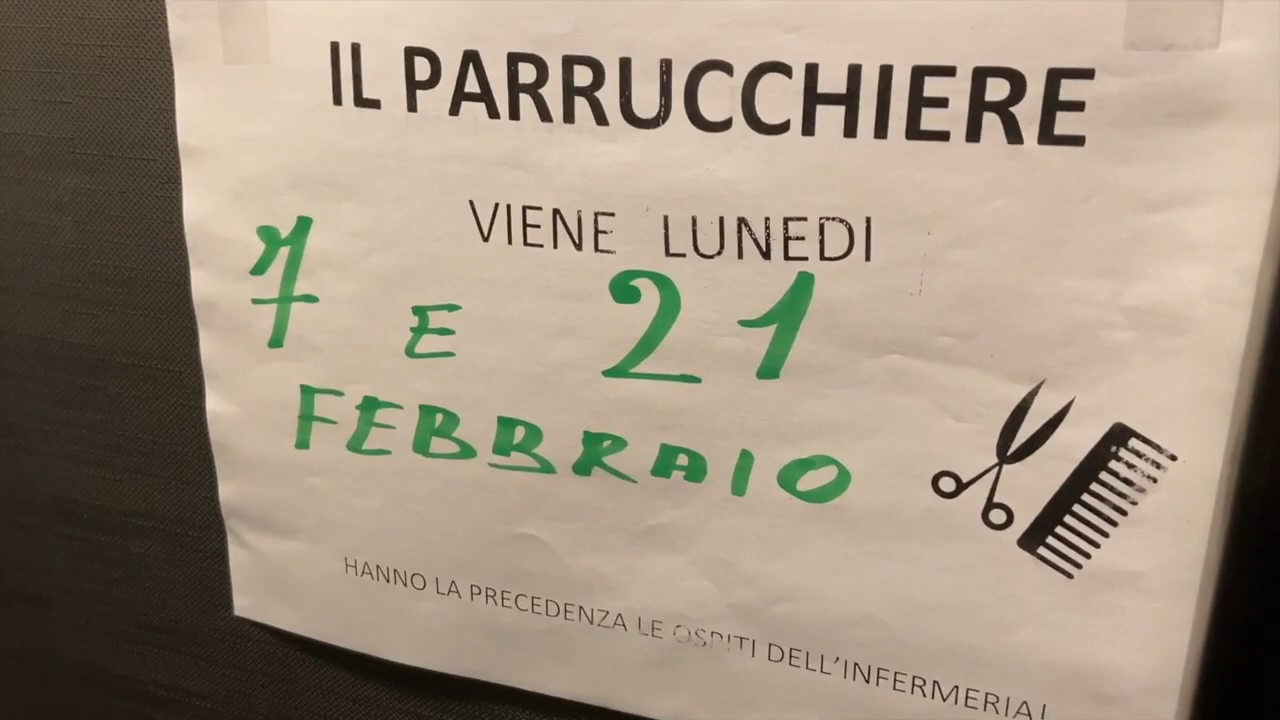 IL PARRUCCHIERE
VIENE LUNEDI
7 E 21
FEBBRAIO
HANNO LA PRECEDENZA LE OSPITI DELL'INFERMERIA!